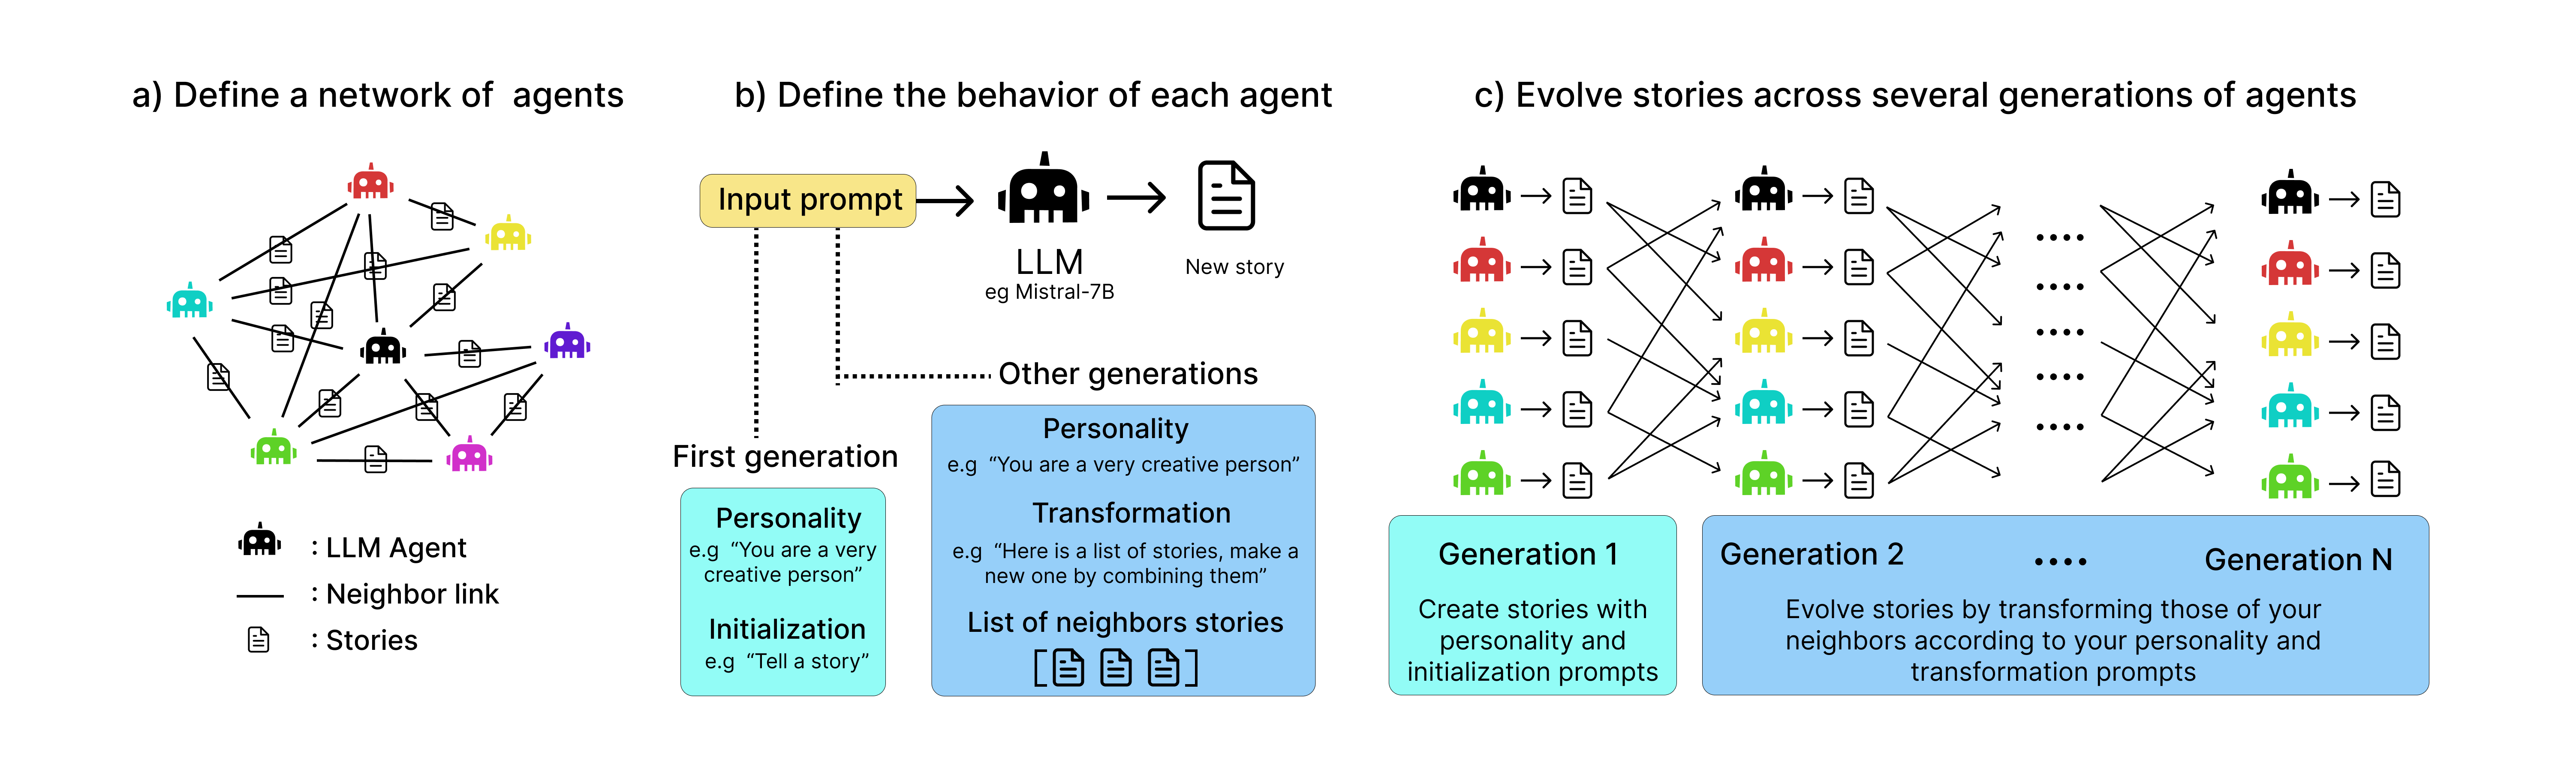 a) Define a network of  agents
: LLM Agent
: Neighbor link
: Stories
b) Define the behavior of each agent
Input prompt
LLM
eg Mistral-7B
New story
Other generations
First generation
Personality
e.g  “You are a very
creative person”
Initialization
e.g  “Tell a story”
Personality
e.g  “You are a very creative person”
Transformation
e.g  “Here is a list of stories, make a
new one by combining them”
List of neighbors stories
c) Evolve stories across several generations of agents
Generation 1
Create stories with
personality and
initialization prompts
Generation 2
....
Generation N
Evolve stories by transforming those of your
neighbors according to your personality and
transformation prompts